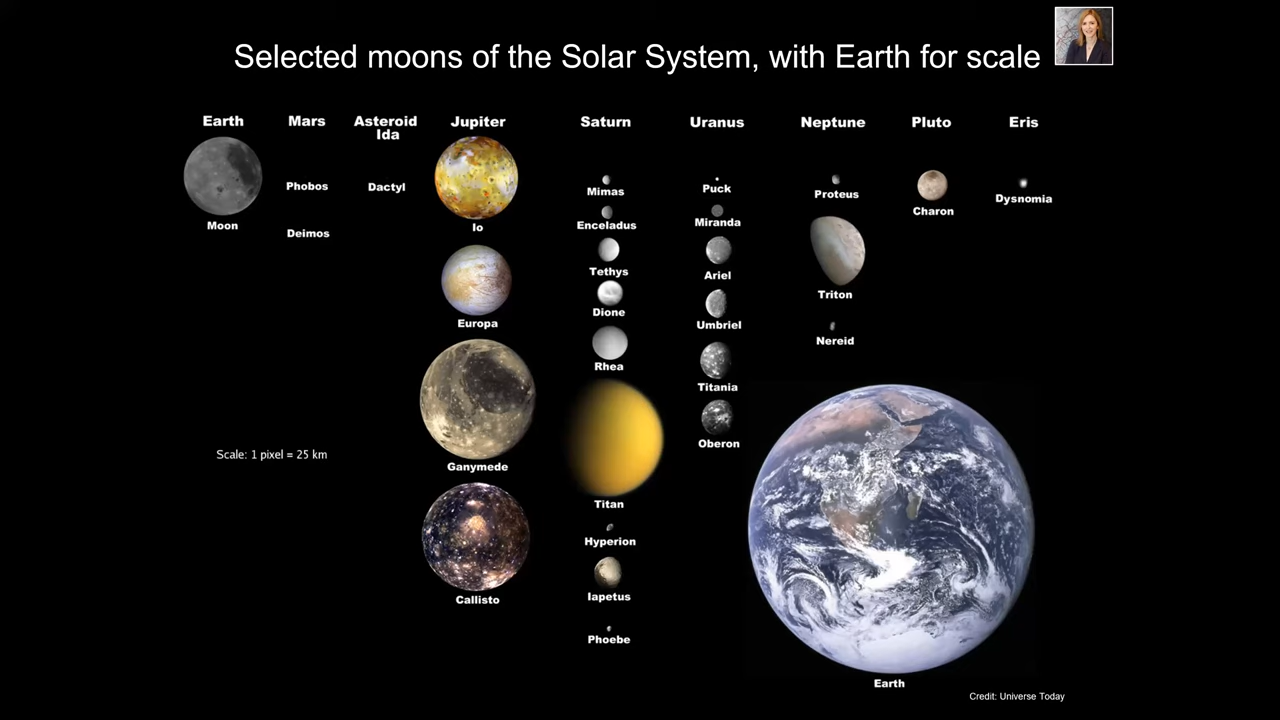 Selected moons of the Solar System, with Earth for scale
Earth
Mars
Asteroid
Ida
Jupiter
Saturn
Uranus
Neptune
Pluto
Eris
Moon
Phobos
Deimos
Dactyl
Io
Europa
Ganymede
Callisto
Mimas
Enceladus
Tethys
Dione
Rhea
Titan
Hyperion
Iapetus
Phoebe
Puck
Miranda
Ariel
Umbriel
Titania
Oberon
Proteus
Triton
Nereid
Charon
Dysnomia
Scale: 1 pixel = 25 km
Earth
Credit: Universe Today